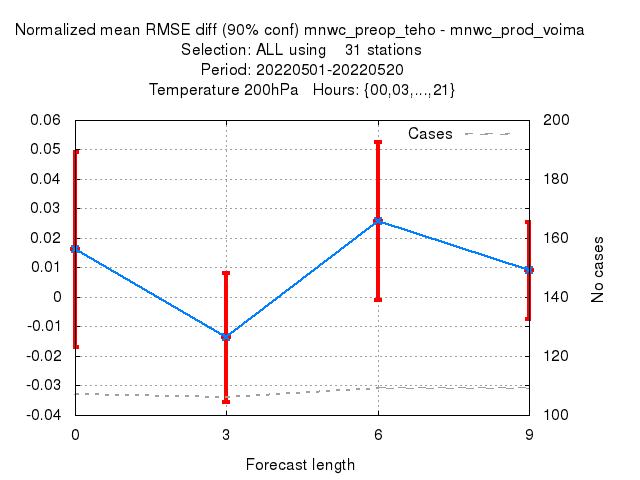 Normalized mean RMSE diff (90% conf) mnwc_preop_teho - mnwc_prod_voima
Selection: ALL using    31 stations
Period: 20220501-20220520
Temperature 200hPa   Hours: {00,03,...,21}
0.06
0.05
0.04
0.03
0.02
0.01
0
-0.01
-0.02
-0.03
-0.04
Cases
200
180
160
140
120
100
No cases
0 3 6 9
Forecast length